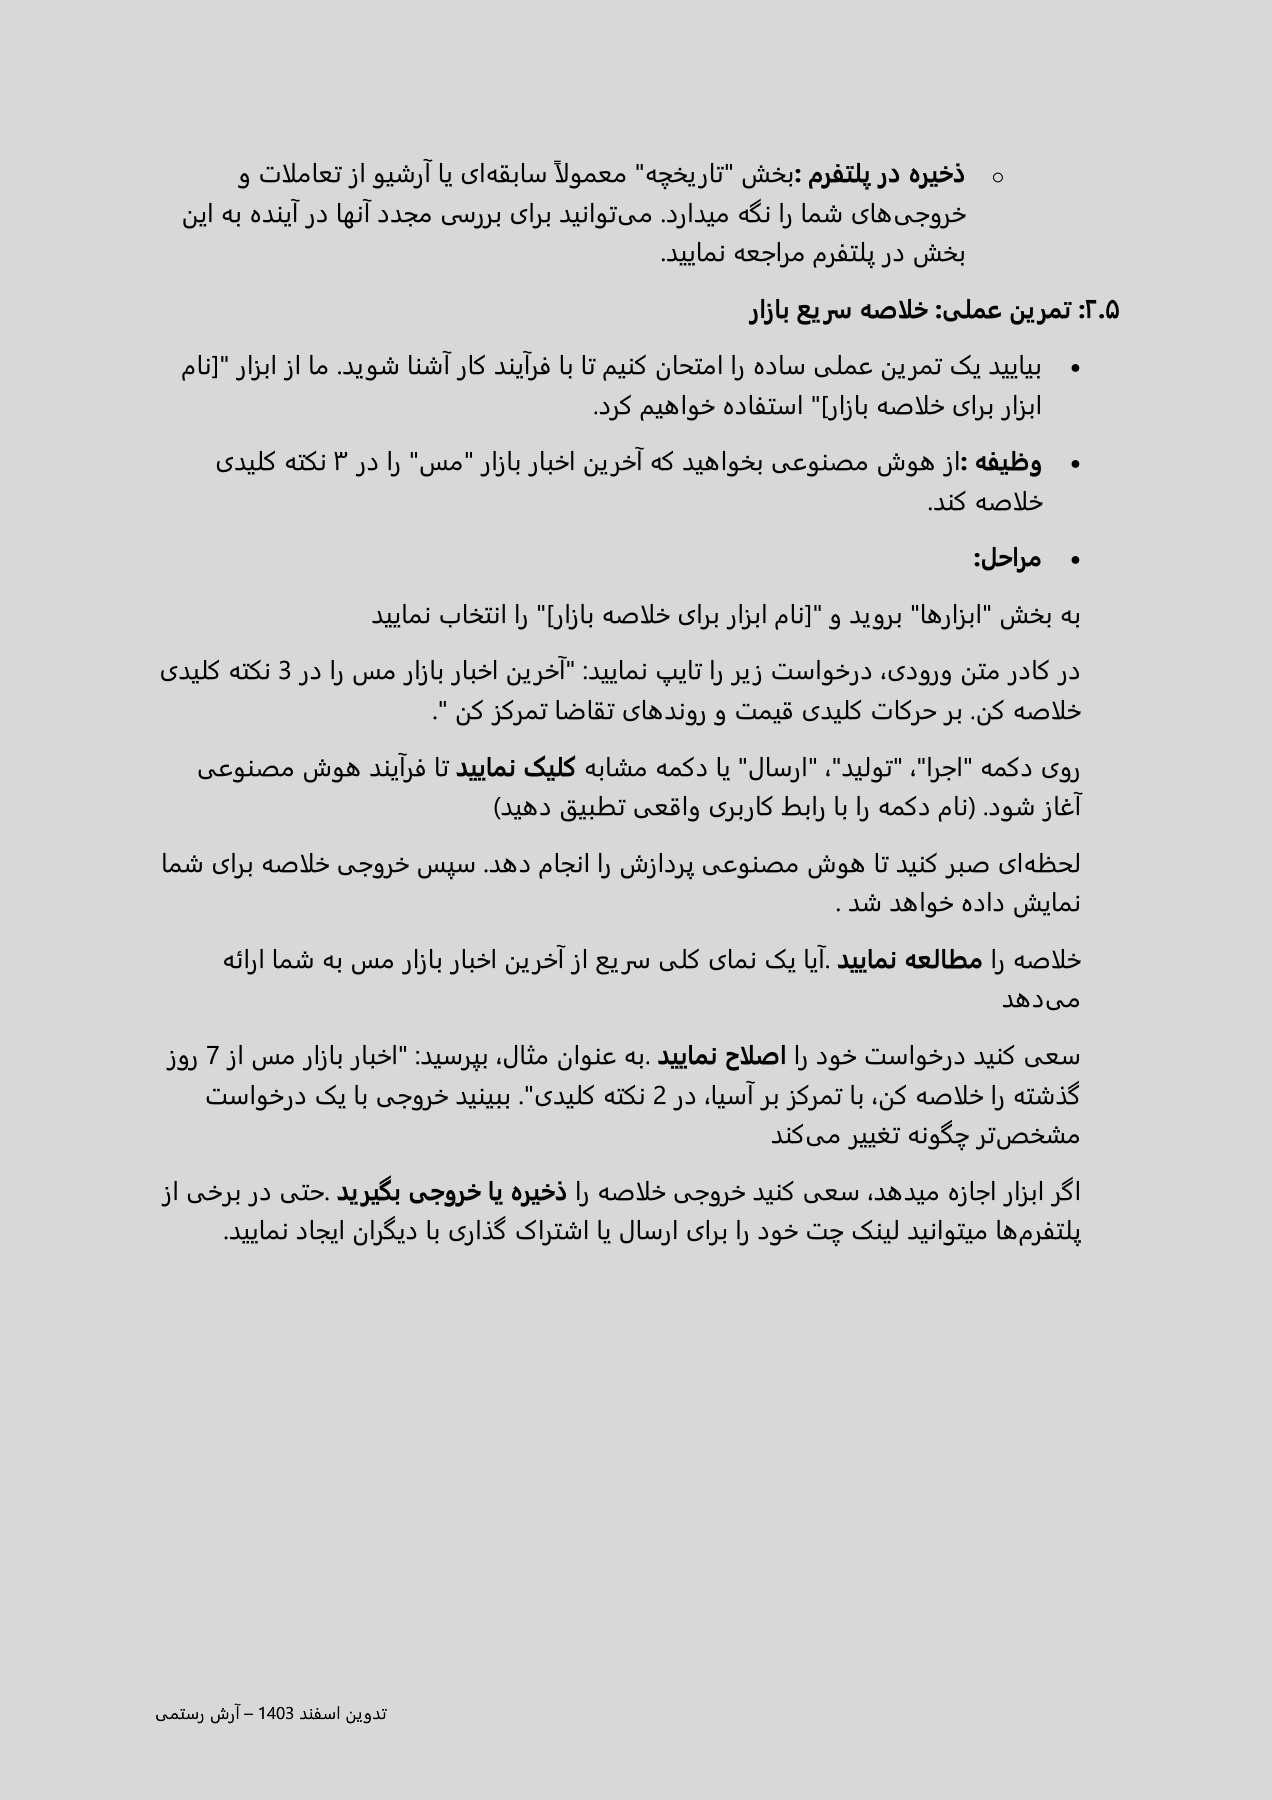 ○ ذخیره در پلتفرم :بخش "تاریخچه" معمولاً سابقه‌ای یا آرشیو از تعاملات و
خروجی‌های شما را نگه میدارد. می‌توانید برای بررسی مجدد آنها در آینده به این
بخش در پلتفرم مراجعه نمایید.
۲.۵: تمرین عملی: خلاصه سریع بازار
• بیایید یک تمرین عملی ساده را امتحان کنیم تا با فرآیند کار آشنا شوید. ما از ابزار "[نام
ابزار برای خلاصه بازار]" استفاده خواهیم کرد.
• وظیفه :از هوش مصنوعی بخواهید که آخرین اخبار بازار "مس" را در ۳ نکته کلیدی
خلاصه کند.
• مراحل:
به بخش "ابزارها" بروید و "[نام ابزار برای خلاصه بازار]" را انتخاب نمایید
در کادر متن ورودی، درخواست زیر را تایپ نمایید: "آخرین اخبار بازار مس را در 3 نکته کلیدی
خلاصه کن. بر حرکات کلیدی قیمت و روندهای تقاضا تمرکز کن ".
روی دکمه "اجرا"، "تولید"، "ارسال" یا دکمه مشابه کلیک نمایید تا فرآیند هوش مصنوعی
آغاز شود. (نام دکمه را با رابط کاربری واقعی تطبیق دهید)
لحظه‌ای صبر کنید تا هوش مصنوعی پردازش را انجام دهد. سپس خروجی خلاصه برای شما
نمایش داده خواهد شد .
خلاصه را مطالعه نمایید .آیا یک نمای کلی سریع از آخرین اخبار بازار مس به شما ارائه
می‌دهد
سعی کنید درخواست خود را اصلاح نمایید .به عنوان مثال، بپرسید: "اخبار بازار مس از 7 روز
گذشته را خلاصه کن، با تمرکز بر آسیا، در 2 نکته کلیدی". ببینید خروجی با یک درخواست
مشخص‌تر چگونه تغییر می‌کند
اگر ابزار اجازه میدهد، سعی کنید خروجی خلاصه را ذخیره یا خروجی بگیرید .حتی در برخی از
پلتفرم‌ها میتوانید لینک چت خود را برای ارسال یا اشتراک گذاری با دیگران ایجاد نمایید.
تدوین اسفند 1403 – آرش رستمی